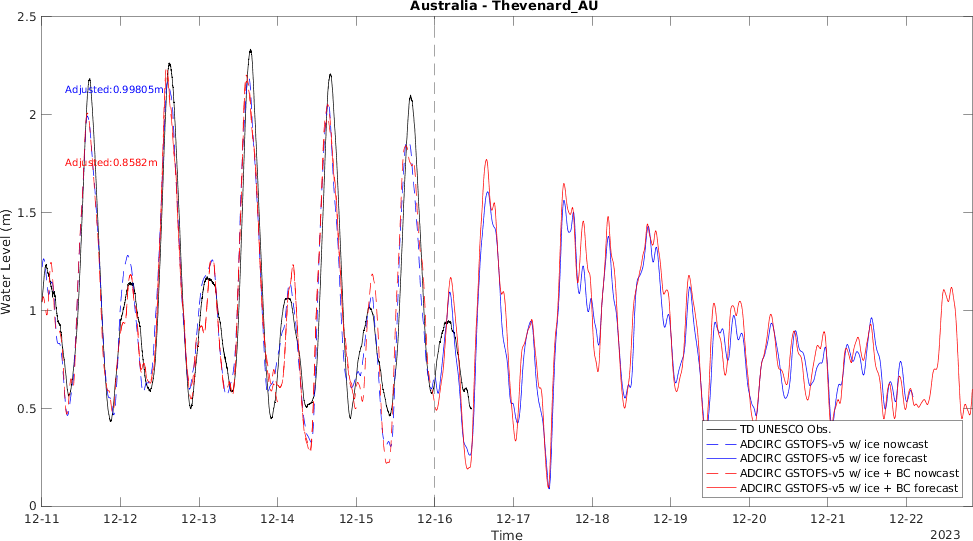 Australia - Thevenard_AU
2.5
2
1.5
1
0.5
0
Water Level (m)
Adjusted:0.99805m
Adjusted:0.8582m
TD UNESCO Obs.
ADCIRC GSTOFS-v5 w/ ice nowcast
ADCIRC GSTOFS-v5 w/ ice forecast
ADCIRC GSTOFS-v5 w/ ice + BC nowcast
ADCIRC GSTOFS-v5 w/ ice + BC forecast
12-11 12-12 12-13 12-14 12-15 12-16 12-17 12-18 12-19 12-20 12-21 12-22
Time
2023